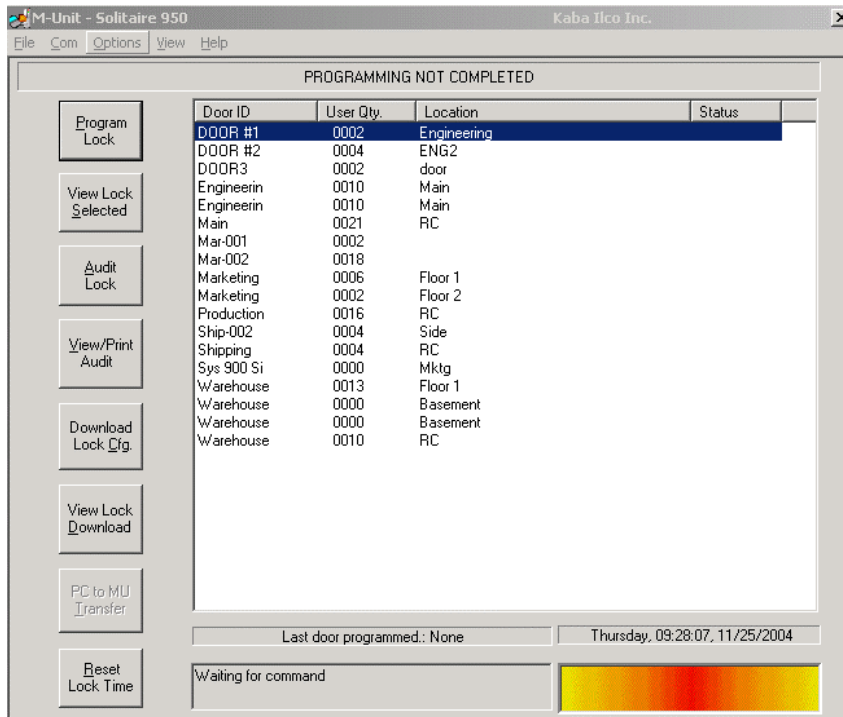 M-Unit - Solitaire 950 Kaba Ilco Inc.
File Com Options View Help
PROGRAMMING NOT COMPLETED
Program Lock
View Lock Selected
Audit Lock
View/Print Audit
Download Lock Cfg.
View Lock Download
PC to MU Transfer
Reset Lock Time
Door ID User Qty. Location Status
DOOR #1 0002 Engineering
DOOR #2 0004 ENG2
DOOR3 0002 door
Engineerin 0010 Main
Engineerin 0010 Main
Main 0021 RC
Mar-001 0002
Mar-002 0018
Marketing 0006 Floor 1
Marketing 0002 Floor 2
Production 0016 RC
Ship-002 0004 Side
Shipping 0004 RC
Sys 900 Si 0000 Mktg
Warehouse 0013 Floor 1
Warehouse 0000 Basement
Warehouse 0000 Basement
Warehouse 0010 RC
Last door programmed.: None
Thursday, 09:28:07, 11/25/2004
Waiting for command